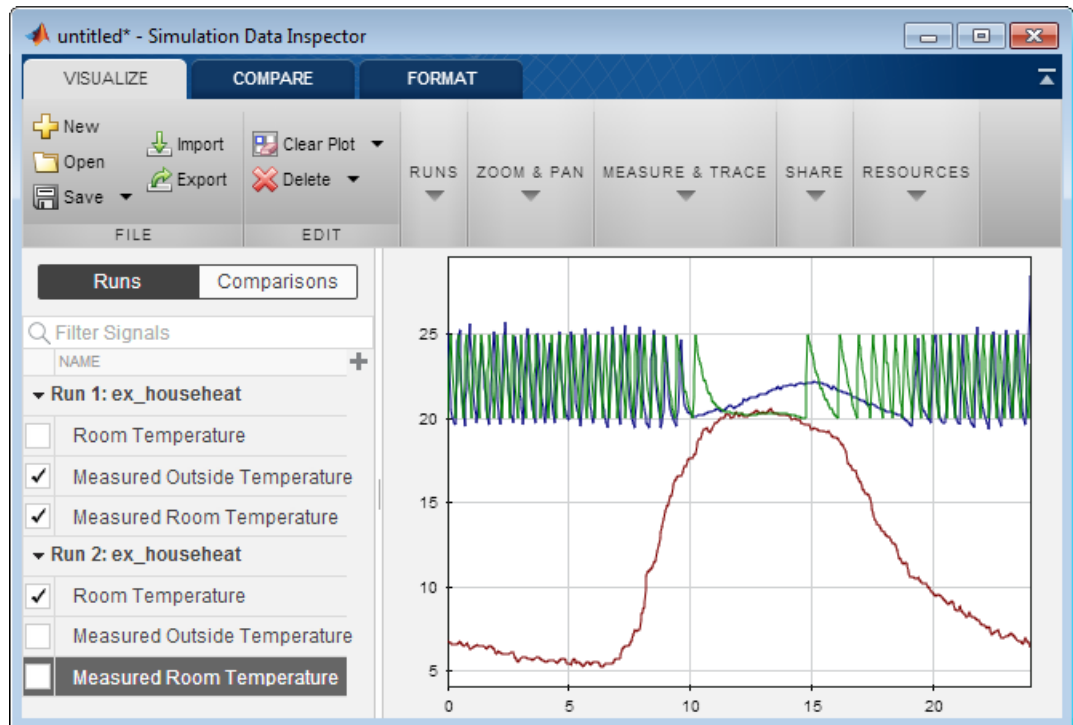 untitled* - Simulation Data Inspector
VISUALIZE COMPARE FORMAT
New
Open
Save
Import
Export
FILE
Clear Plot
Delete
EDIT
RUNS
ZOOM & PAN
MEASURE & TRACE
SHARE
RESOURCES
Runs Comparisons
Filter Signals
NAME
Run 1: ex_househeat
Room Temperature
Measured Outside Temperature
Measured Room Temperature
Run 2: ex_househeat
Room Temperature
Measured Outside Temperature
Measured Room Temperature
25
20
15
10
5
0 5 10 15 20